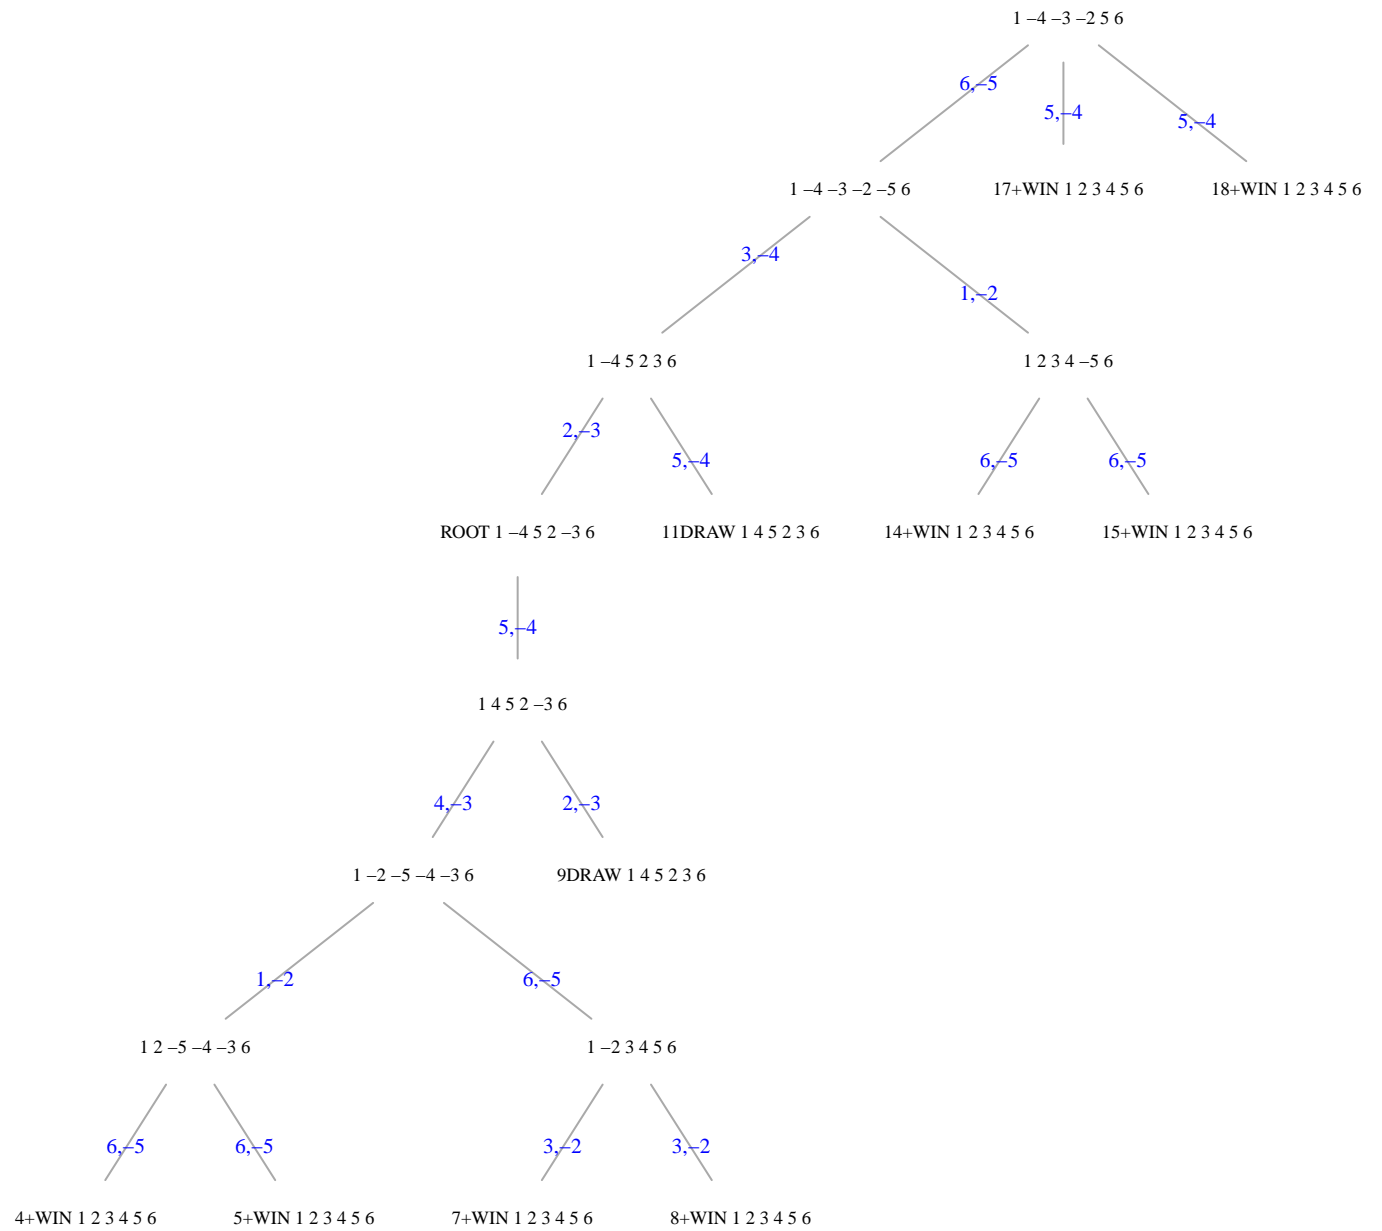 1 –4 –3 –2 5 6
6,–5
5,–4
5,–4
1 –4 –3 –2 –5 6
17+WIN 1 2 3 4 5 6
18+WIN 1 2 3 4 5 6
3,–4
1,–2
1 –4 5 2 3 6
1 2 3 4 –5 6
2,–3
5,–4
6,–5
6,–5
ROOT 1 –4 5 2 –3 6
11DRAW 1 4 5 2 3 6
14+WIN 1 2 3 4 5 6
15+WIN 1 2 3 4 5 6
5,–4
1 4 5 2 –3 6
4,–3
2,–3
1 –2 –5 –4 –3 6
9DRAW 1 4 5 2 3 6
1,–2
6,–5
1 2 –5 –4 –3 6
1 –2 3 4 5 6
6,–5
6,–5
3,–2
3,–2
4+WIN 1 2 3 4 5 6
5+WIN 1 2 3 4 5 6
7+WIN 1 2 3 4 5 6
8+WIN 1 2 3 4 5 6